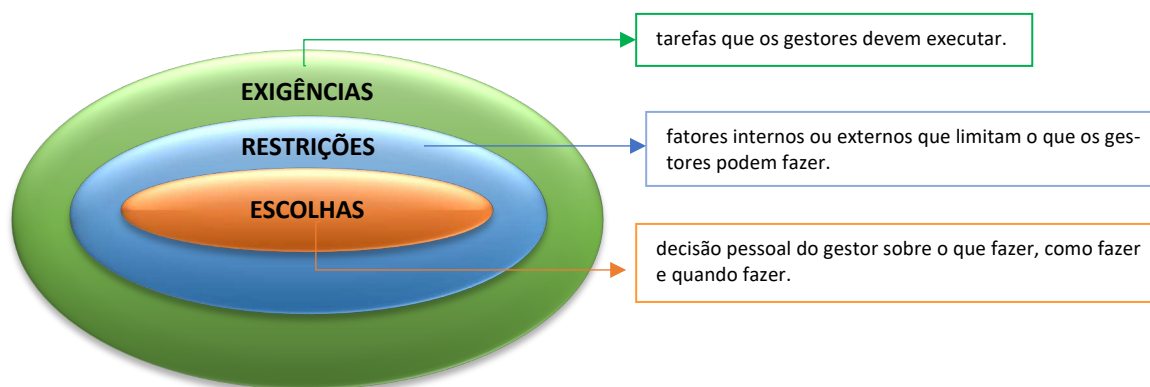 tarefas que os gestores devem executar.
EXIGÊNCIAS
RESTRIÇÕES
fatores internos ou externos que limitam o que os ges-
tores podem fazer.
ESCOLHAS
decisão pessoal do gestor sobre o que fazer, como fazer
e quando fazer.